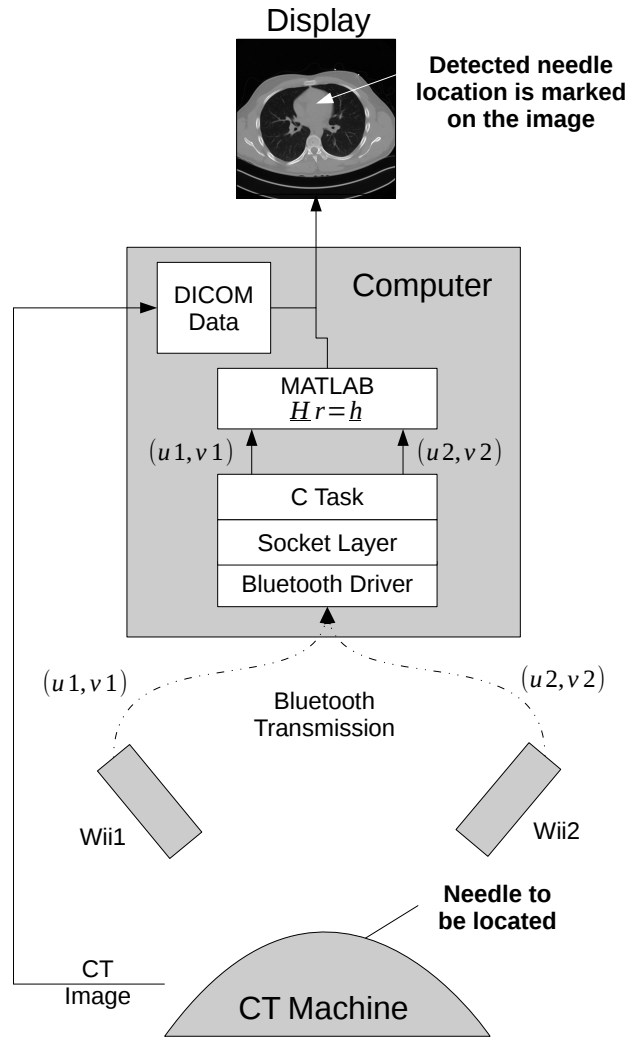 Display
Detected needle
location is marked
on the image
Computer
DICOM
Data
MATLAB
H r = h
(u1, v1)
(u2, v2)
C Task
Socket Layer
Bluetooth Driver
(u1, v1)
(u2, v2)
Bluetooth
Transmission
Wii1
Wii2
Needle to
be located
CT
Image
CT Machine